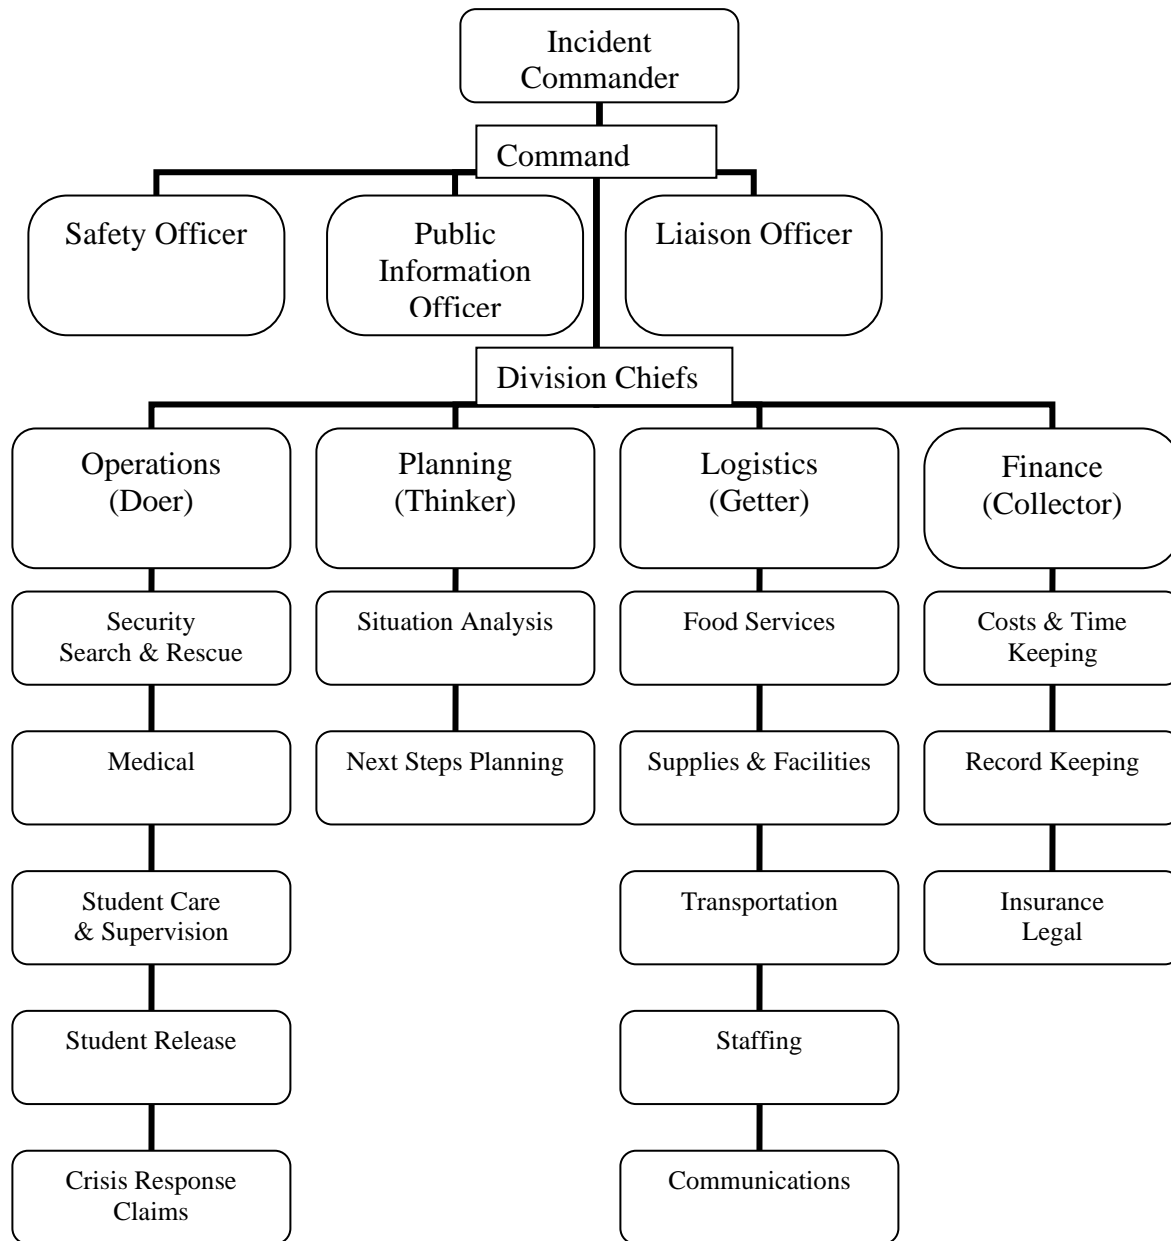 Incident
Commander
Command
Safety Officer
Public
Information
Officer
Liaison Officer
Division Chiefs
Operations
(Doer)
Planning
(Thinker)
Logistics
(Getter)
Finance
(Collector)
Security
Search & Rescue
Situation Analysis
Food Services
Costs & Time
Keeping
Medical
Next Steps Planning
Supplies & Facilities
Record Keeping
Student Care
& Supervision
Transportation
Insurance
Legal
Student Release
Staffing
Crisis Response
Claims
Communications